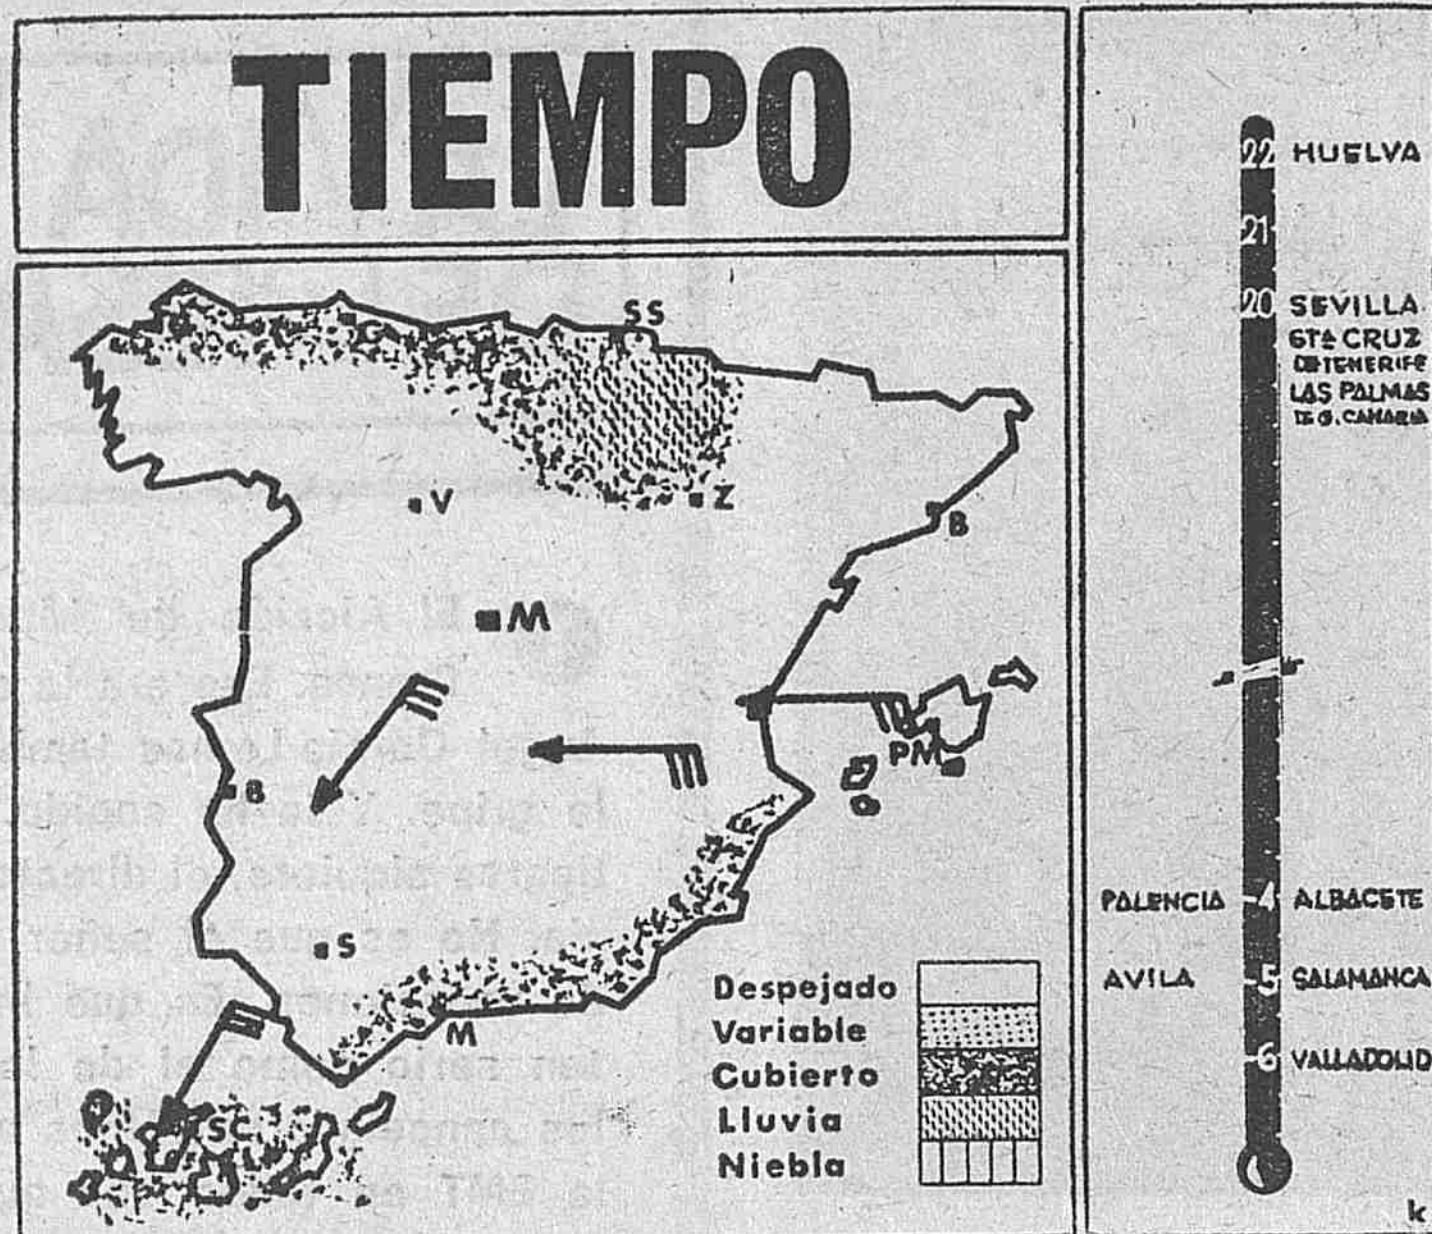 TIEMPO
SS
V
Z
B
M
B
PM
S
M
SC
Despejado
Variable
Cubierto
Lluvia
Niebla
22 HUELVA
21
20 SEVILLA
STª CRUZ
DE TENERIFE
LAS PALMAS
DE G. CANARIA
PALENCIA -4 ALBACETE
AVILA -5 SALAMANCA
-6 VALLADOLID
k